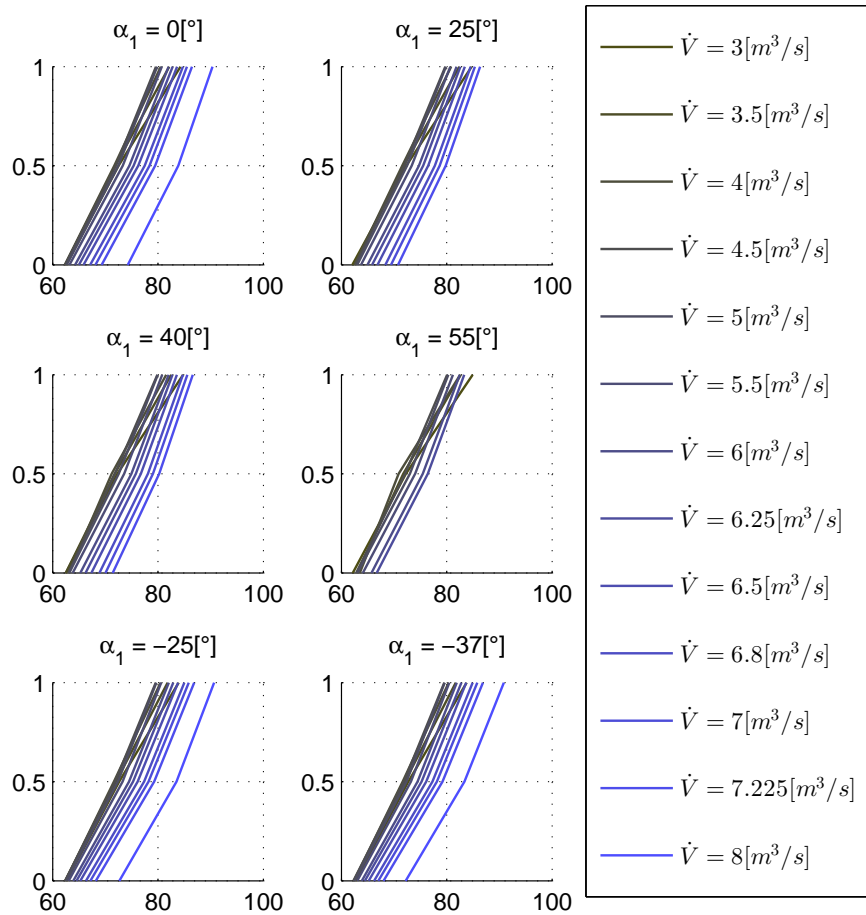 α1 = 0[°]
1
0.5
0
60 80 100
α1 = 25[°]
1
0.5
0
60 80 100
α1 = 40[°]
1
0.5
0
60 80 100
α1 = 55[°]
1
0.5
0
60 80 100
α1 = −25[°]
1
0.5
0
60 80 100
α1 = −37[°]
1
0.5
0
60 80 100
V̇ = 3[m³/s]
V̇ = 3.5[m³/s]
V̇ = 4[m³/s]
V̇ = 4.5[m³/s]
V̇ = 5[m³/s]
V̇ = 5.5[m³/s]
V̇ = 6[m³/s]
V̇ = 6.25[m³/s]
V̇ = 6.5[m³/s]
V̇ = 6.8[m³/s]
V̇ = 7[m³/s]
V̇ = 7.225[m³/s]
V̇ = 8[m³/s]